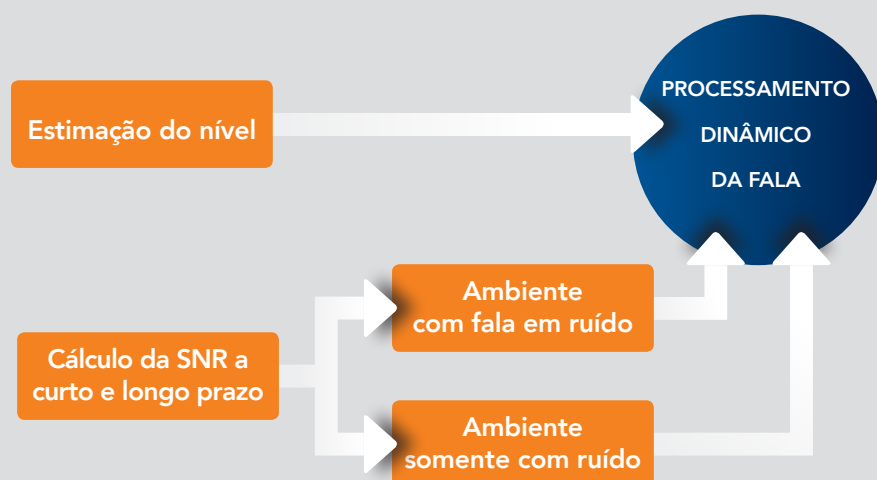 PROCESSAMENTO
DINÂMICO
DA FALA
Estimação do nível
Ambiente
com fala em ruído
Cálculo da SNR a
curto e longo prazo
Ambiente
somente com ruído